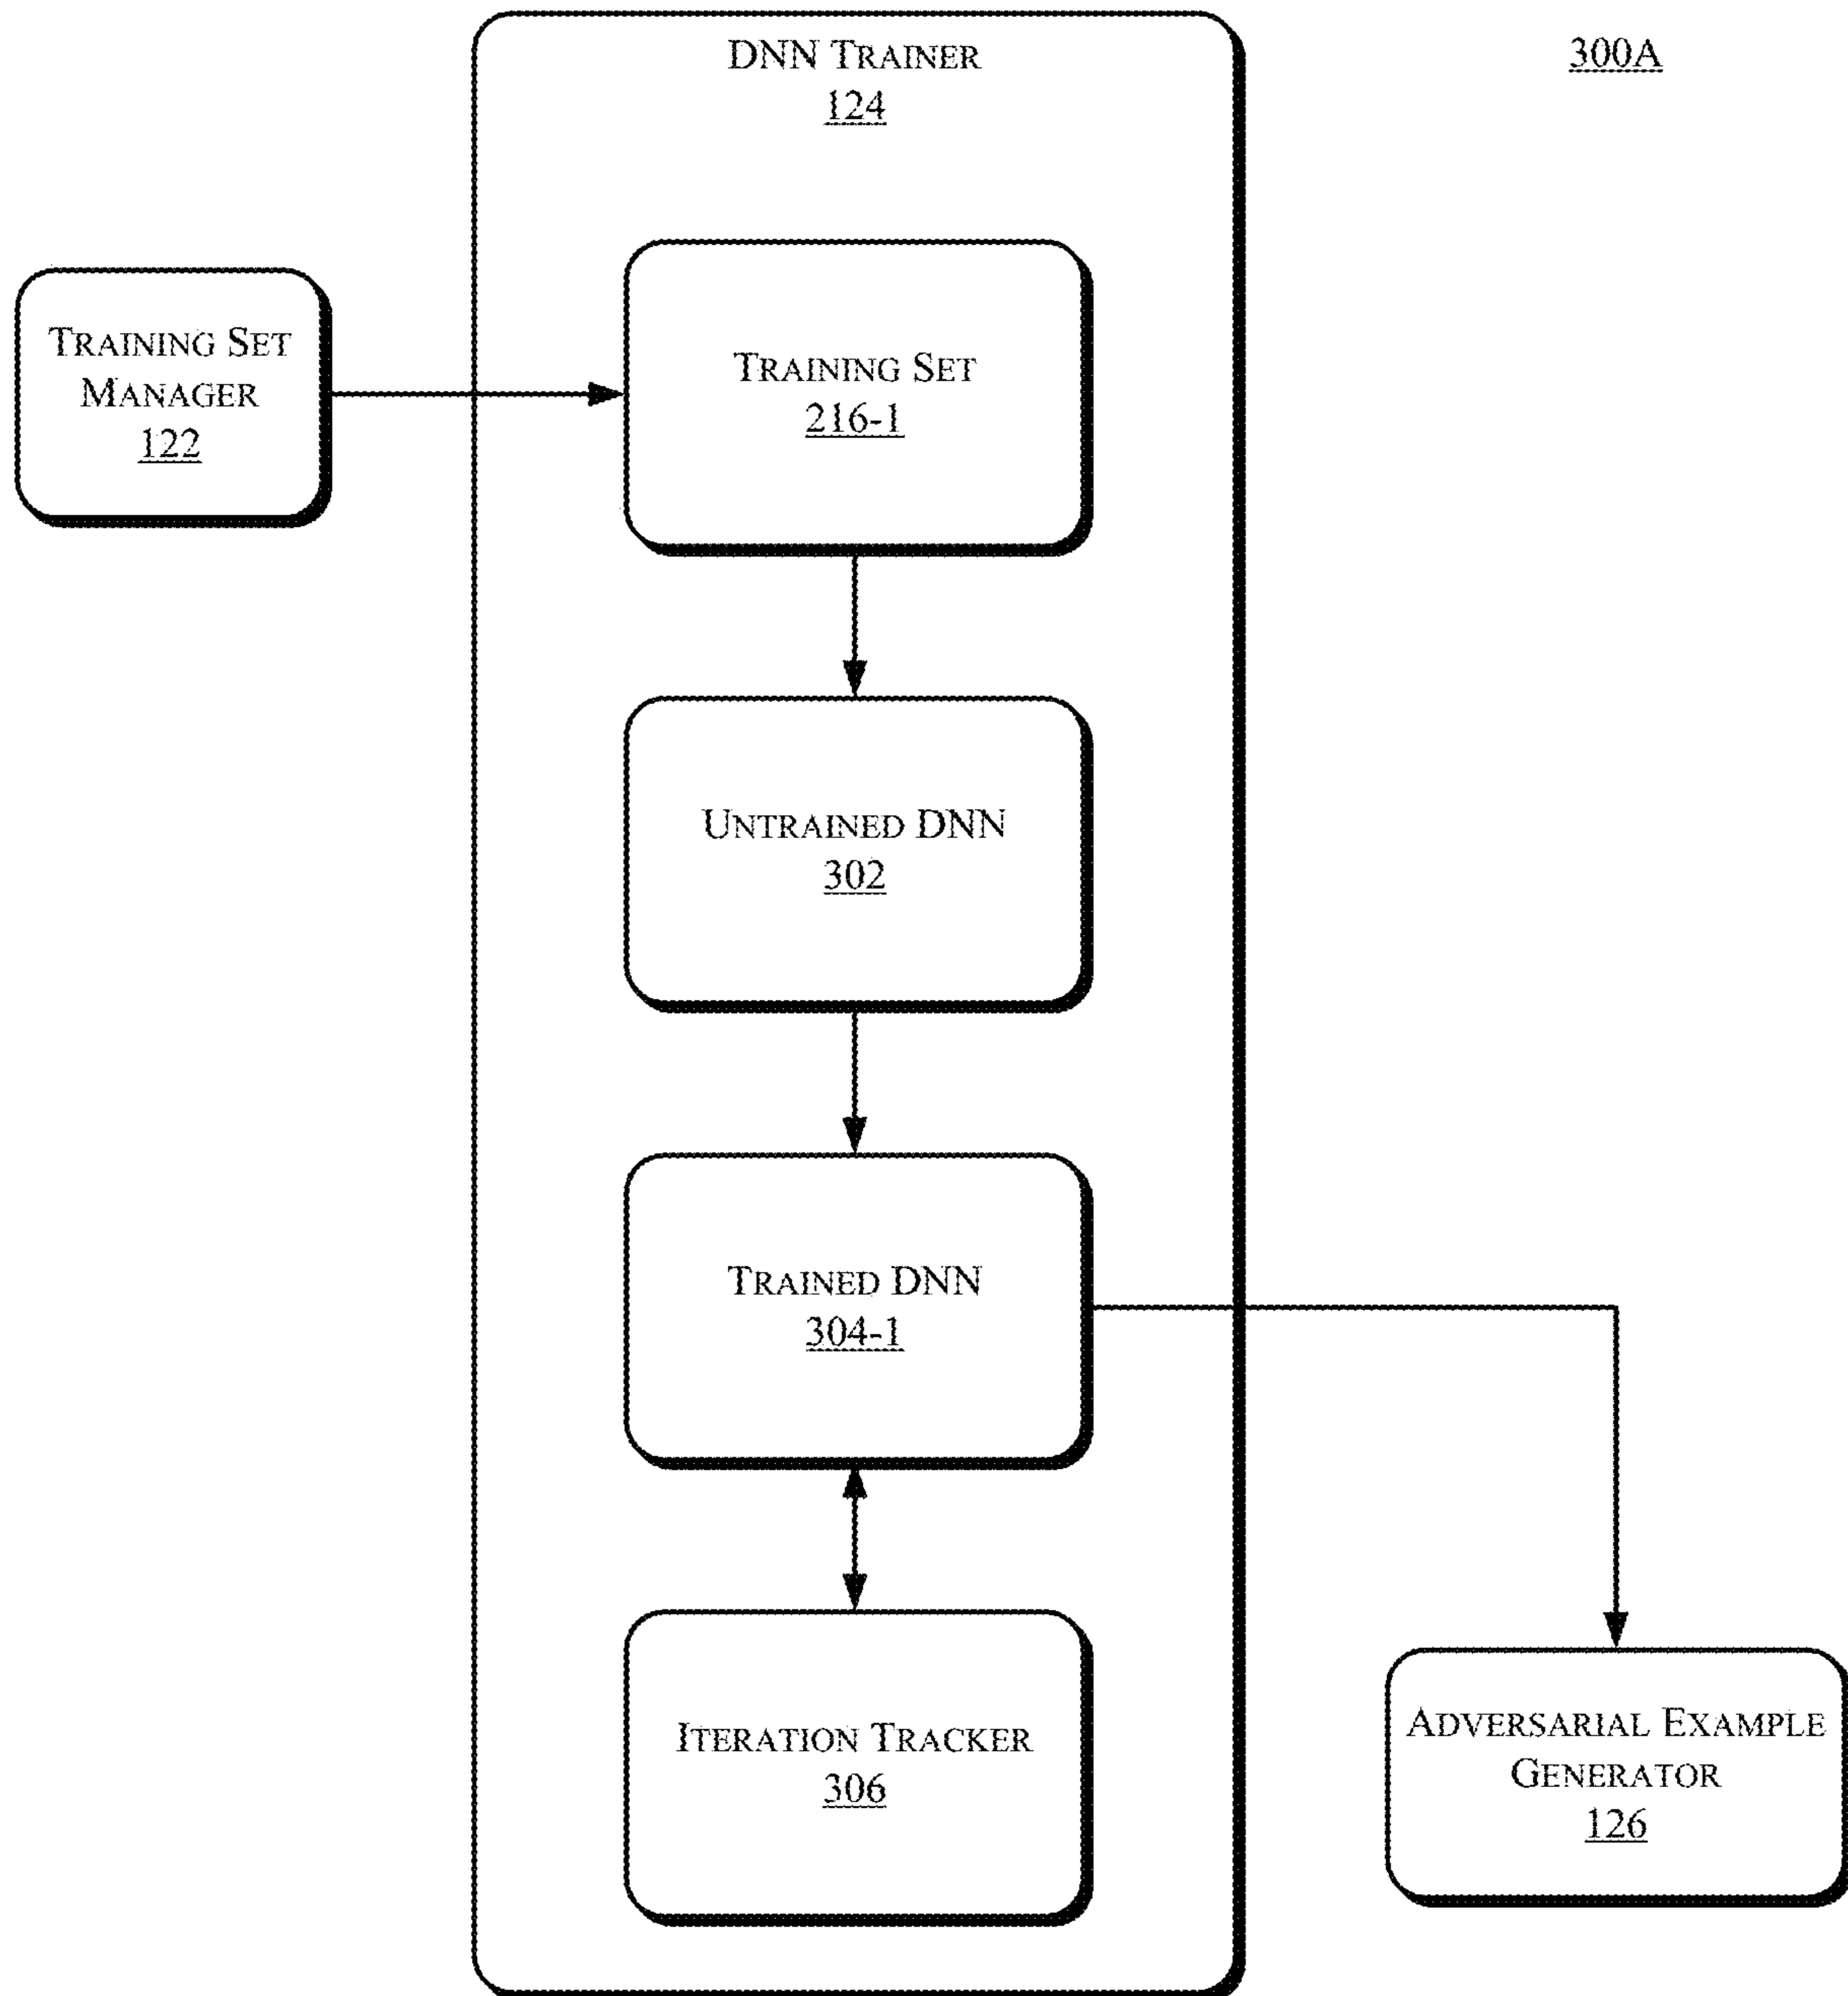 DNN TRAINER
124
300A
TRAINING SET
MANAGER
122
TRAINING SET
216-1
UNTRAINED DNN
302
TRAINED DNN
304-1
ITERATION TRACKER
306
ADVERSARIAL EXAMPLE
GENERATOR
126